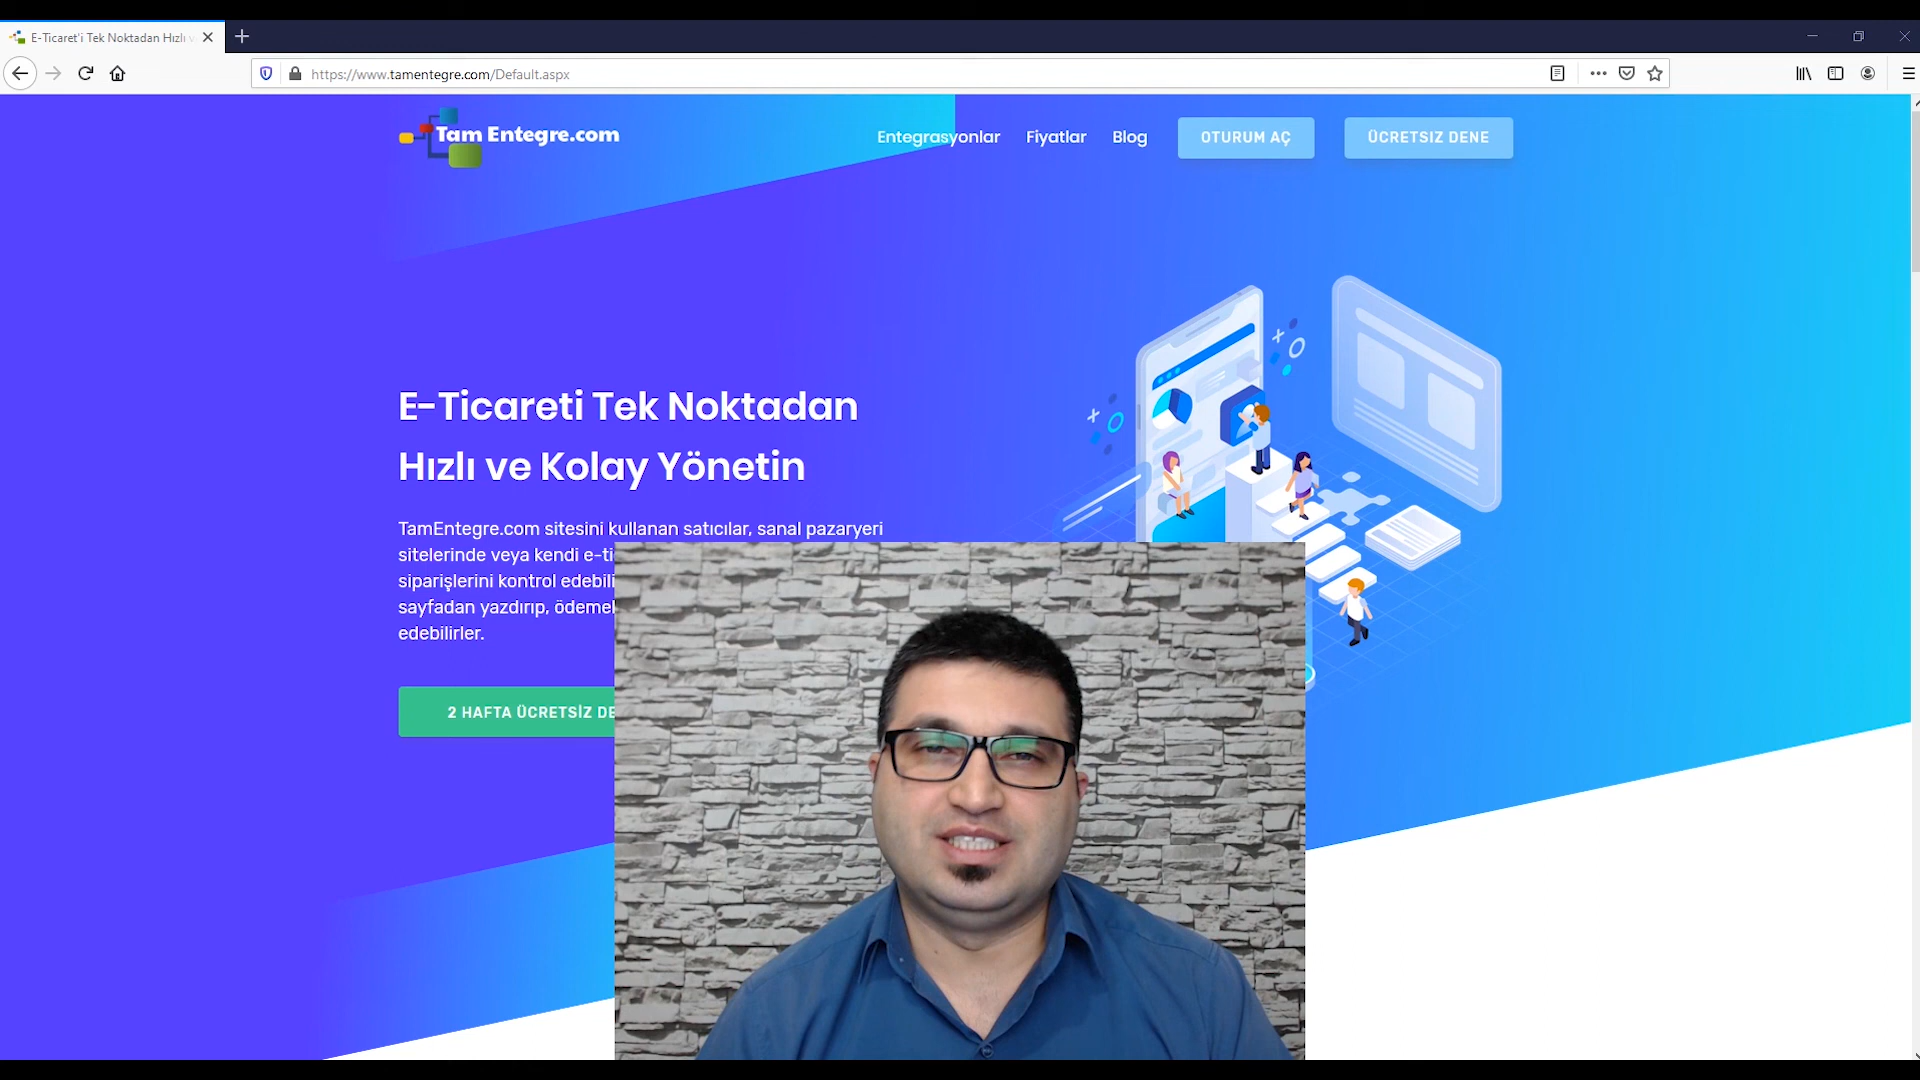 E-Ticaret'i Tek Noktadan Hızlı
https://www.tamentegre.com/Default.aspx
Tam Entegre.com
Entegrasyonlar
Fiyatlar
Blog
OTURUM AÇ
ÜCRETSIZ DENE
E-Ticareti Tek Noktadan
Hızlı ve Kolay Yönetin
TamEntegre.com sitesini kullanan satıcılar, sanal pazaryeri
sitelerinde veya kendi e-ti
siparişlerini kontrol edebili
sayfadan yazdırıp, ödemel
edebilirler.
2 HAFTA ÜCRETSİZ DE